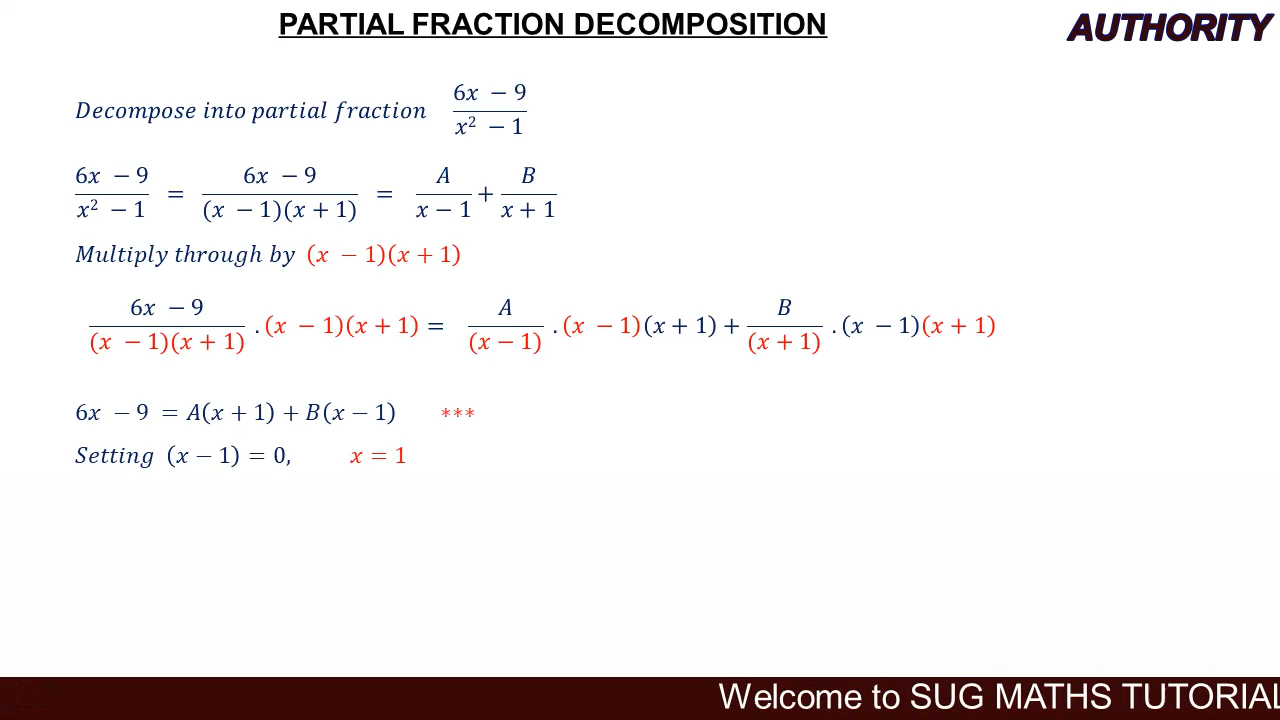 PARTIAL FRACTION DECOMPOSITION
AUTHORITY
Decompose into partial fraction (6x − 9)/(x² − 1)
(6x − 9)/(x² − 1) = (6x − 9)/((x − 1)(x + 1)) = A/(x − 1) + B/(x + 1)
Multiply through by (x − 1)(x + 1)
(6x − 9)/((x − 1)(x + 1)) . (x − 1)(x + 1) = A/((x − 1)) . (x − 1)(x + 1) + B/((x + 1)) . (x − 1)(x + 1)
6x − 9 = A(x + 1) + B(x − 1) ***
Setting (x − 1) = 0, x = 1
Welcome to SUG MATHS TUTORIAL